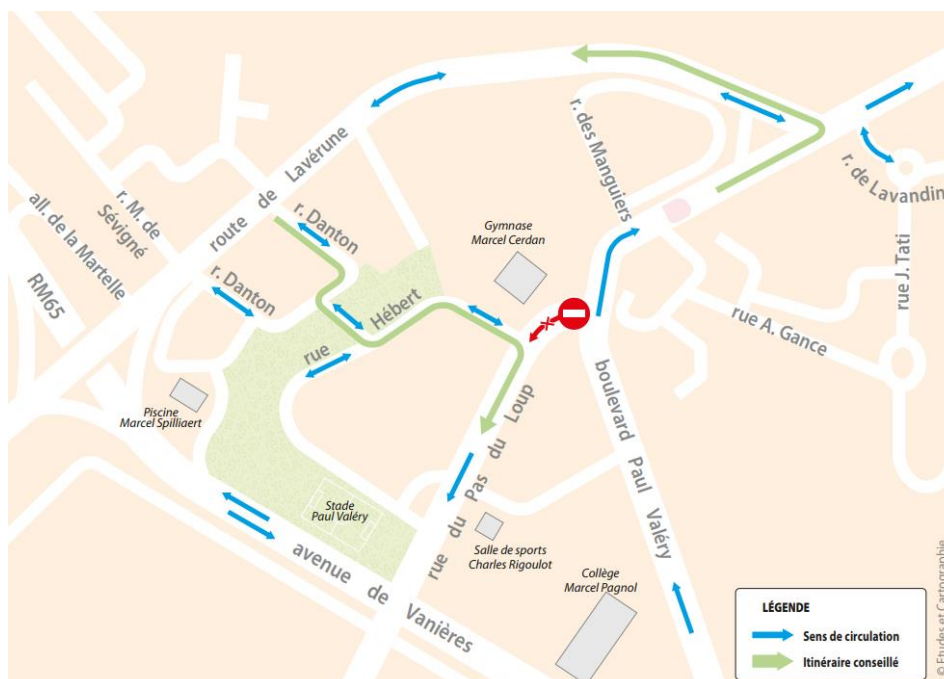 route de Lavérune
r. des Manguiers
r. de Lavandin
r. Danton
Gymnase
Marcel Cerdan
r. M. de
Sévigné
all. de la Martelle
RM65
r. Danton
rue Hébert
rue J. Tati
rue A. Gance
Piscine
Marcel Spilliaert
boulevard Paul Valéry
rue du Pas du Loup
Stade
Paul Valéry
avenue de Vanières
Salle de sports
Charles Rigoulot
Collège
Marcel Pagnol
LÉGENDE
Sens de circulation
Itinéraire conseillé
© Etudes et Cartographie